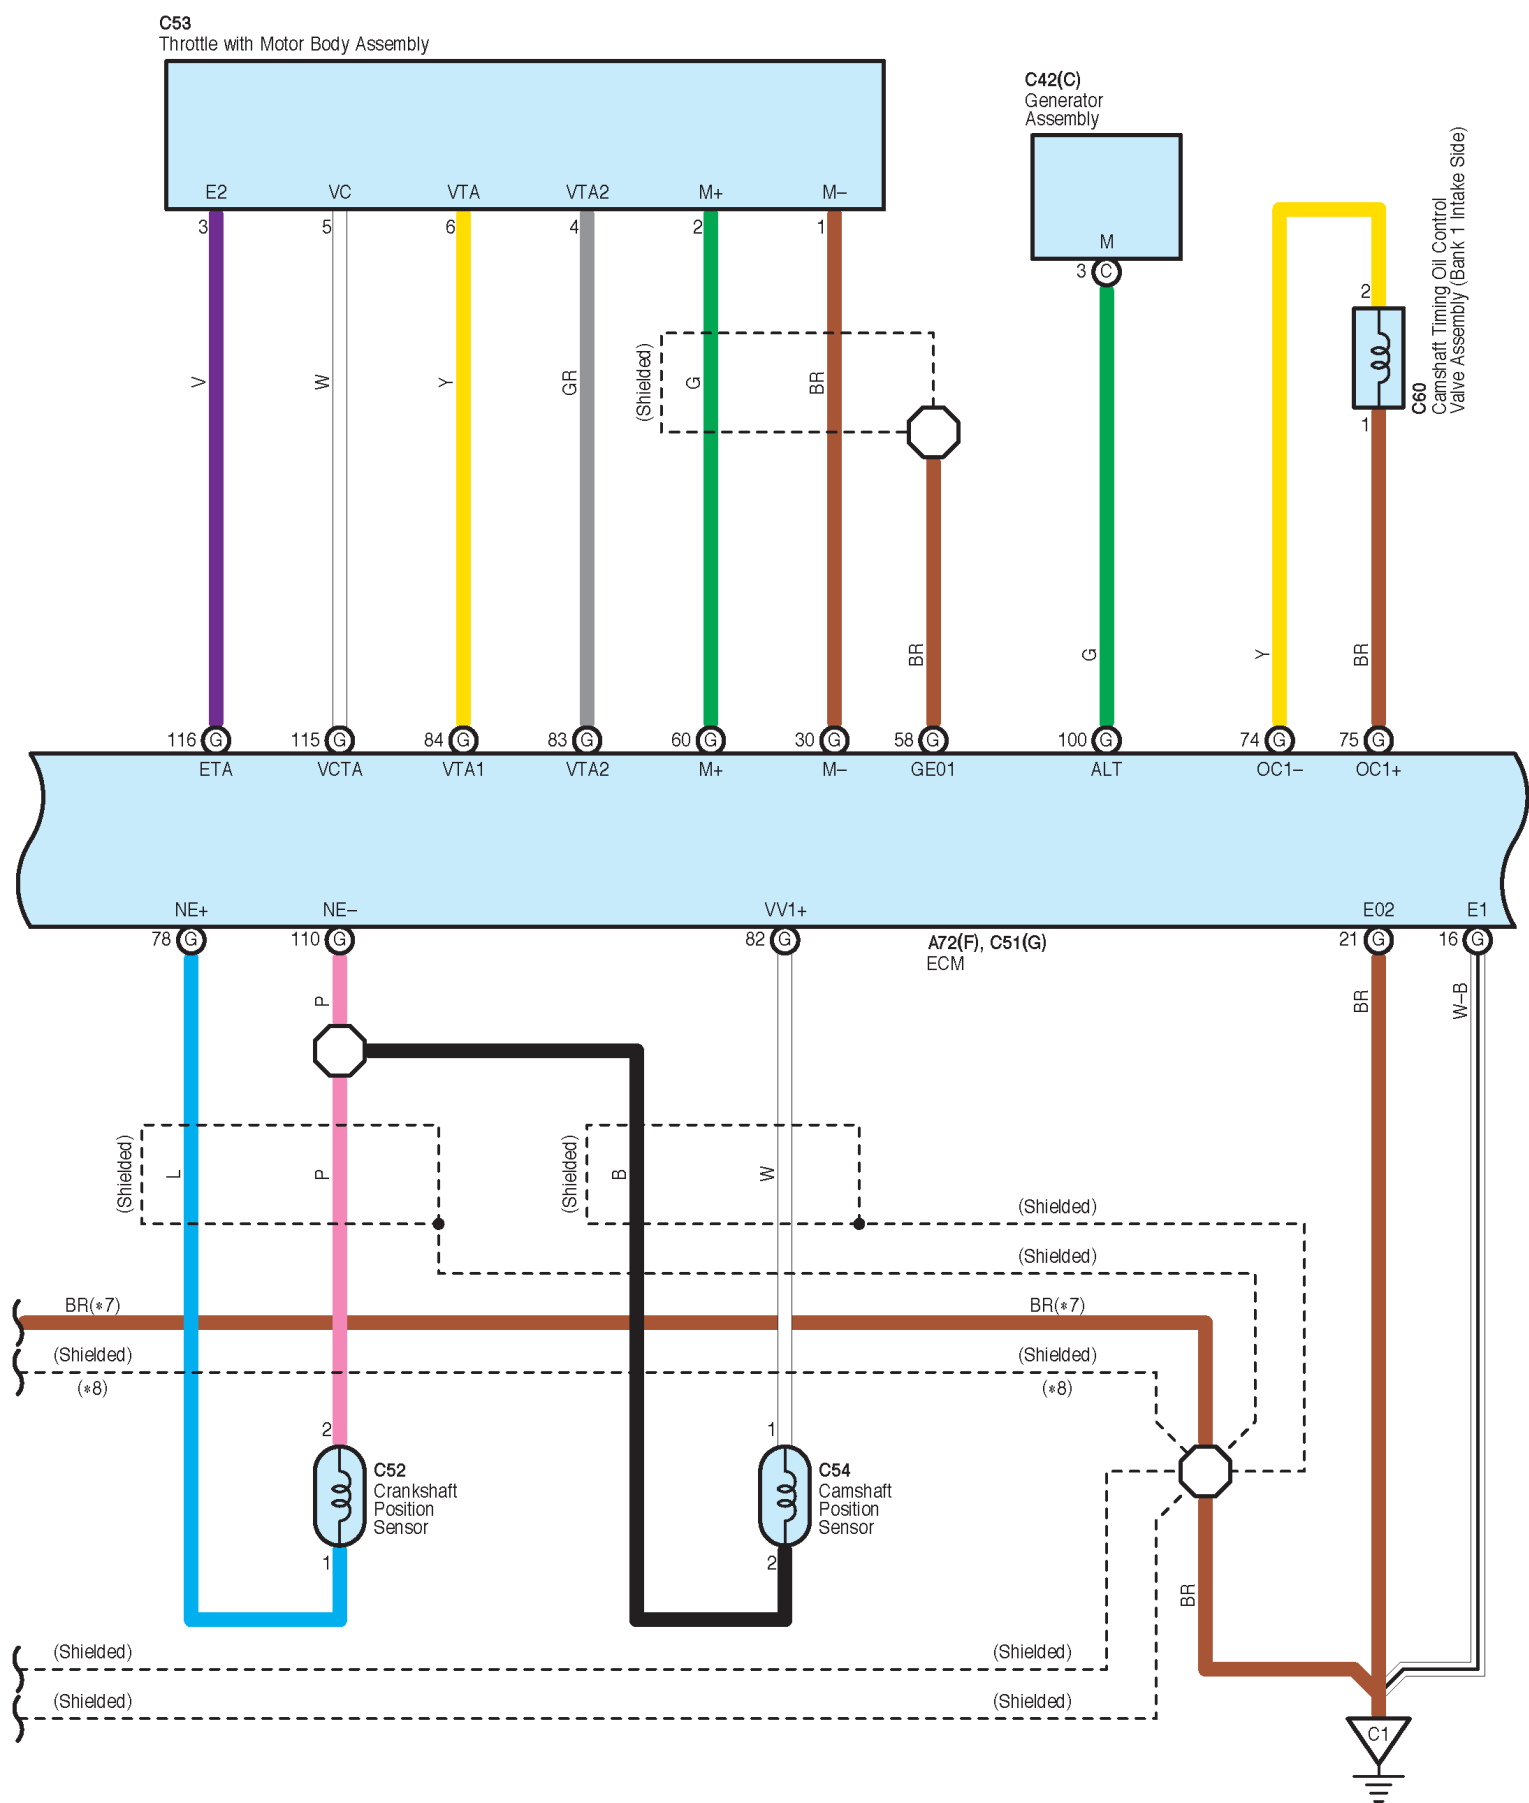 C53
Throttle with Motor Body Assembly
C42(C)
Generator
Assembly
E2 VC VTA VTA2 M+ M–
3 5 6 4 2 1
M
3 C
2
1
C60
Camshaft Timing Oil Control
Valve Assembly (Bank 1 Intake Side)
(Shielded)
V W Y GR G BR
BR G Y BR
116 G 115 G 84 G 83 G 60 G 30 G 58 G 100 G 74 G 75 G
ETA VCTA VTA1 VTA2 M+ M– GE01 ALT OC1– OC1+
NE+ NE– VV1+ E02 E1
78 G 110 G 82 G 21 G 16 G
A72(F), C51(G)
ECM
P BR W–B
(Shielded) L P (Shielded) B W
(Shielded)
(Shielded)
BR(*7) BR(*7)
(Shielded) (Shielded)
(*8) (*8)
2 1
C52
Crankshaft
Position
Sensor
C54
Camshaft
Position
Sensor
1 2
BR
(Shielded) (Shielded)
(Shielded) (Shielded)
C1